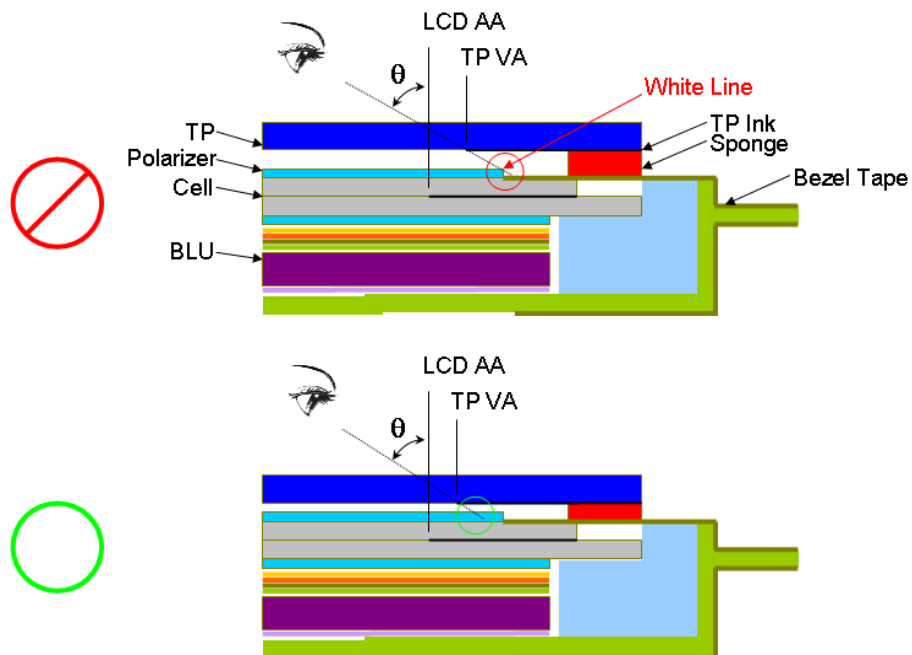 LCD AA
TP VA
θ
White Line
TP
TP Ink
Sponge
Polarizer
Bezel Tape
Cell
BLU
LCD AA
TP VA
θ